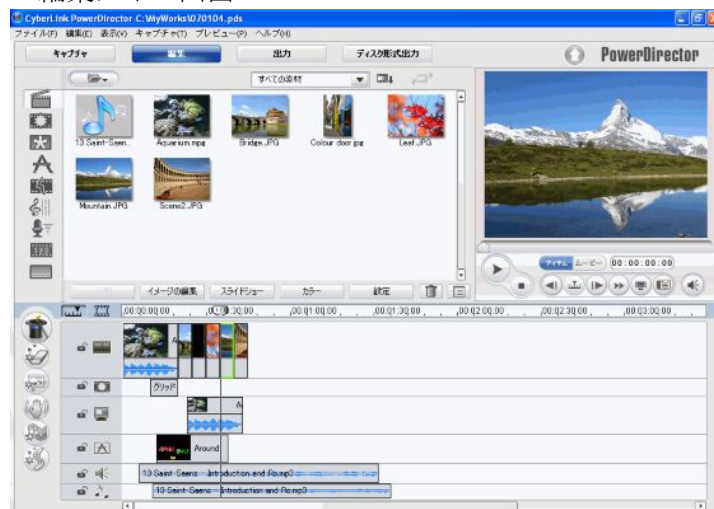 CyberLink PowerDirector C:\MyWorks\070104.pds
ファイル(F) 編集(E) 表示(V) キャプチャ(T) プレビュー(P) ヘルプ(H)
キャプチャ 編集 出力 ディスク形式出力 PowerDirector
すべての素材
13 Saint-Saen... Aquarium.mpg Bridge.JPG Colour door.jpg Leaf.JPG
Mountain.JPG Scene2.JPG
アイテム ムービー 00:00:00:00
イメージの編集 スライドショー カラー 設定
00:00:00:00 00:00:30:00 00:01:00:00 00:01:30:00 00:02:00:00 00:02:30:00 00:03:00:00
グリッド
Around
13 Saint-Saens - Introduction and Ro.mp3
13 Saint-Saens - Introduction and Ro.mp3